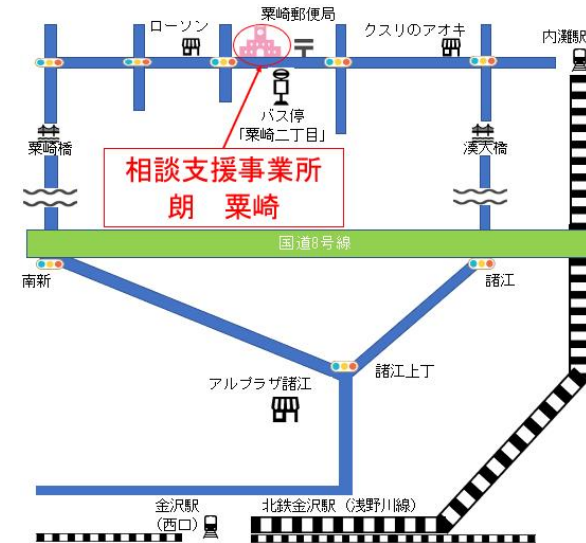 粟崎郵便局
ローソン
クスリのアオキ
内灘駅
バス停
「粟崎二丁目」
粟崎橋
湊大橋
相談支援事業所
朗　粟崎
国道8号線
南新
諸江
諸江上丁
アルプラザ諸江
金沢駅
(西口)
北鉄金沢駅（浅野川線）